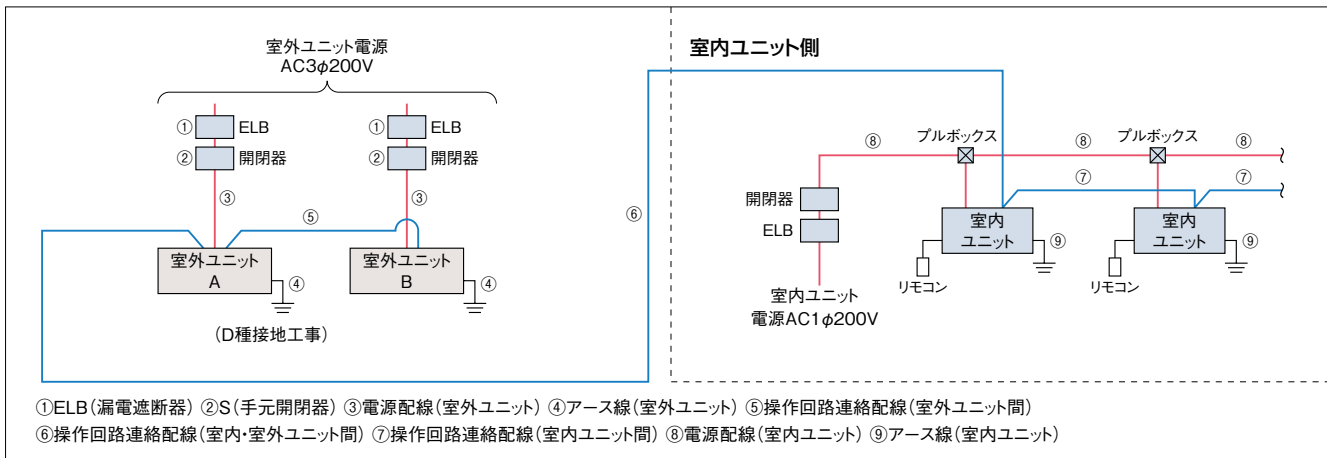 室外ユニット電源
AC3φ200V
① ELB
② 開閉器
③
① ELB
② 開閉器
③
⑤
室外ユニット
A
④
室外ユニット
B
④
(D種接地工事)
⑥
室内ユニット側
⑧
プルボックス
⑧
プルボックス
⑧
⑦
⑦
開閉器
ELB
室内ユニット
電源AC1φ200V
室内
ユニット
⑨
リモコン
室内
ユニット
⑨
リモコン
①ELB(漏電遮断器) ②S(手元開閉器) ③電源配線(室外ユニット) ④アース線(室外ユニット) ⑤操作回路連絡配線(室外ユニット間)
⑥操作回路連絡配線(室内・室外ユニット間) ⑦操作回路連絡配線(室内ユニット間) ⑧電源配線(室内ユニット) ⑨アース線(室内ユニット)